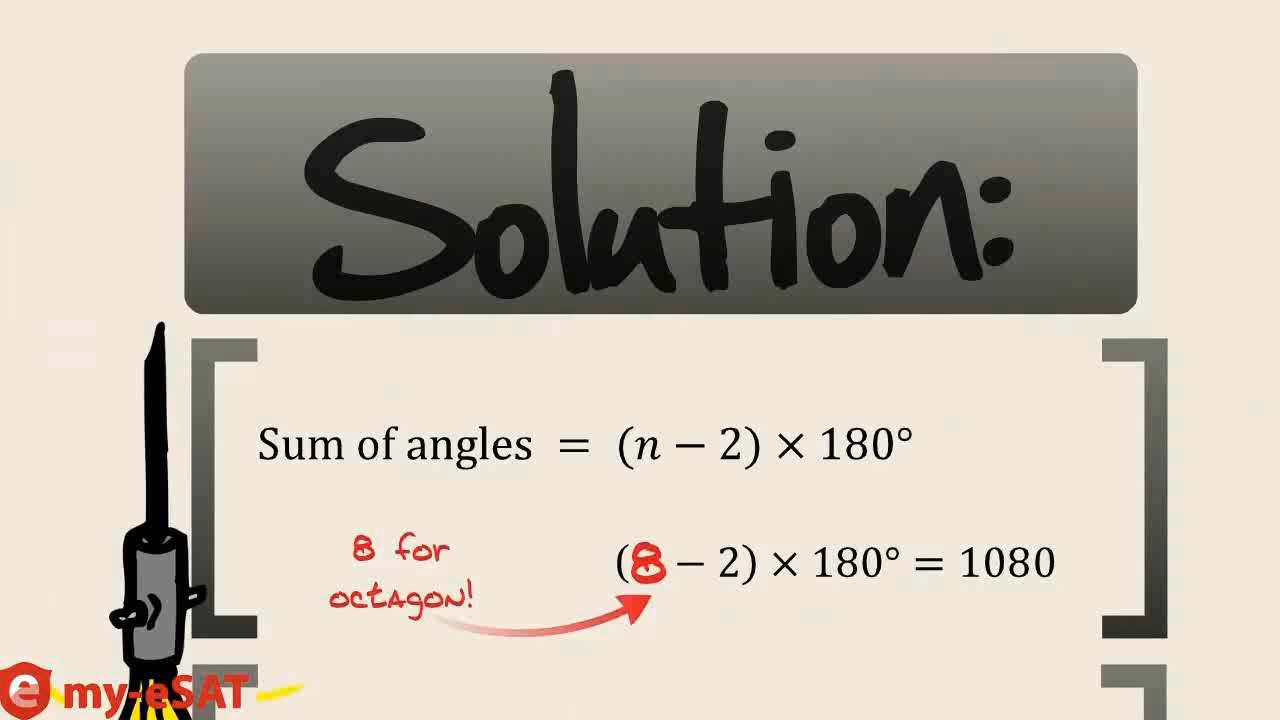 Solution:
Sum of angles = (n − 2) × 180°
8 for
octagon!
(8 − 2) × 180° = 1080
e my-eSAT